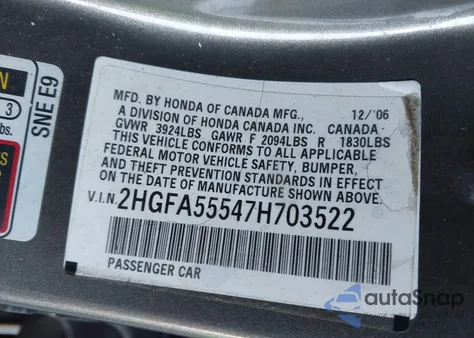 N
3
bs.
S
SNE E9
MFD. BY HONDA OF CANADA MFG., 12/'06
A DIVISION OF HONDA CANADA INC. CANADA
GVWR 3924LBS GAWR F 2094LBS R 1830LBS
THIS VEHICLE CONFORMS TO ALL APPLICABLE
FEDERAL MOTOR VEHICLE SAFETY, BUMPER,
AND THEFT PREVENTION STANDARDS IN EFFECT
ON THE DATE OF MANUFACTURE SHOWN ABOVE.
V.I.N. 2HGFA55547H703522
PASSENGER CAR
autoSnap